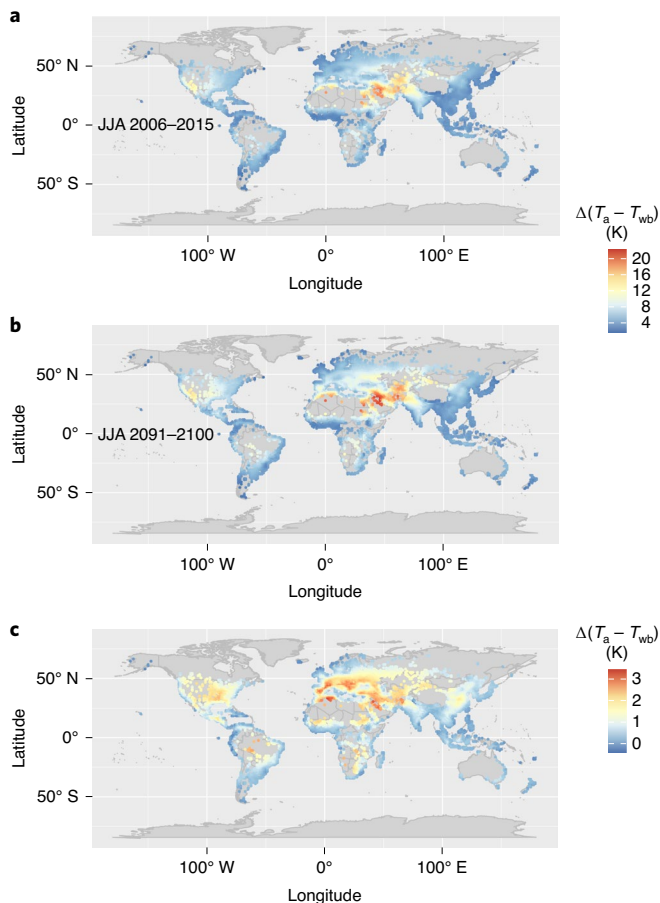 a
50° N
0°
50° S
Latitude
JJA 2006–2015
100° W
0°
100° E
Longitude
Δ(Ta − Twb)
(K)
20
16
12
8
4
b
50° N
0°
50° S
Latitude
JJA 2091–2100
100° W
0°
100° E
Longitude
c
50° N
0°
50° S
Latitude
100° W
0°
100° E
Longitude
Δ(Ta − Twb)
(K)
3
2
1
0